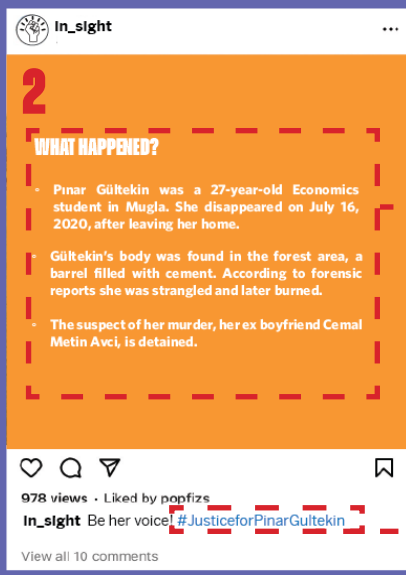 In_sight
2
WHAT HAPPENED?
Pınar Gültekin was a 27-year-old Economics
student in Mugla. She disappeared on July 16,
2020, after leaving her home.
Gültekin's body was found in the forest area, a
barrel filled with cement. According to forensic
reports she was strangled and later burned.
The suspect of her murder, her ex boyfriend Cemal
Metin Avci, is detained.
978 views • Liked by popfizs
In_sight Be her voice! #JusticeforPinarGultekin
View all 10 comments